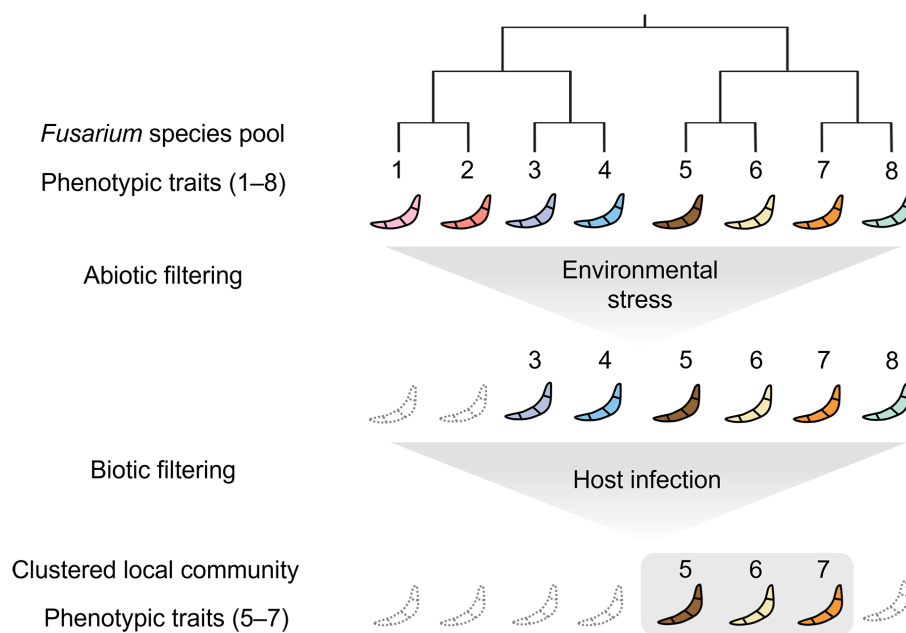 Fusarium species pool
Phenotypic traits (1–8)
1 2 3 4 5 6 7 8
Abiotic filtering
Environmental
stress
3 4 5 6 7 8
Biotic filtering
Host infection
Clustered local community
5 6 7
Phenotypic traits (5–7)